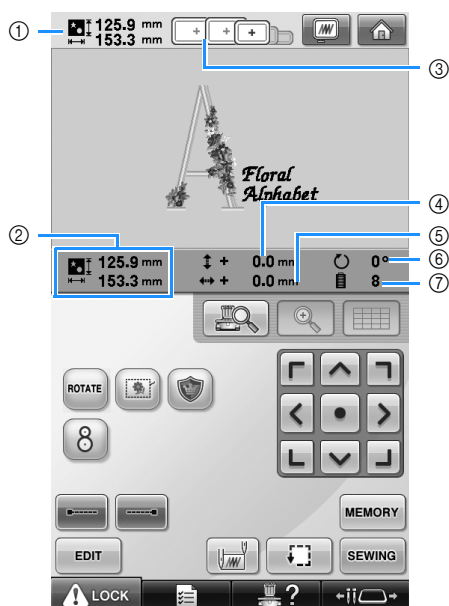 ① 125.9 mm
153.3 mm
③
Floral
Alphabet
④
② ⑤
125.9 mm + 0.0 mm 0° ⑥
153.3 mm + 0.0 mm 8 ⑦
ROTATE
8
MEMORY
EDIT SEWING
LOCK ?